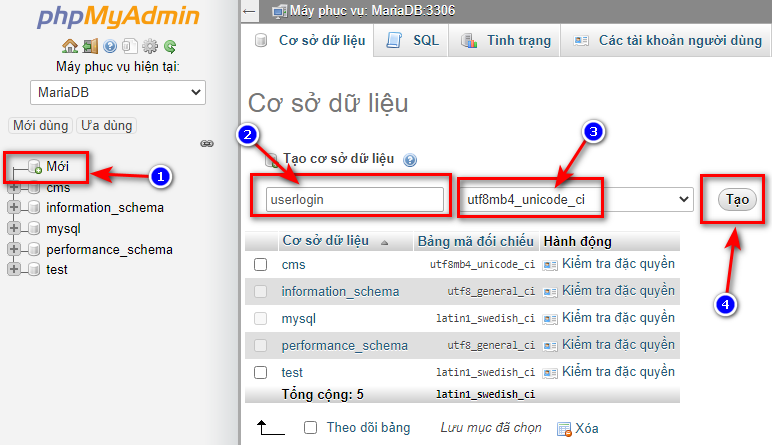 phpMyAdmin
Máy phục vụ hiện tại:
MariaDB
Mới dùng Ưa dùng
Mới
cms
information_schema
mysql
performance_schema
test
1
Máy phục vụ: MariaDB:3306
Cơ sở dữ liệu SQL Tình trạng Các tài khoản người dùng
Cơ sở dữ liệu
2 3
Tạo cơ sở dữ liệu
userlogin utf8mb4_unicode_ci Tạo
Cơ sở dữ liệu Bảng mã đối chiếu Hành động
cms utf8mb4_unicode_ci Kiểm tra đặc quyền
information_schema utf8_general_ci Kiểm tra đặc quyền
mysql latin1_swedish_ci Kiểm tra đặc quyền
performance_schema utf8_general_ci Kiểm tra đặc quyền
test latin1_swedish_ci Kiểm tra đặc quyền
Tổng cộng: 5 latin1_swedish_ci
4
Theo dõi bảng Lưu mục đã chọn Xóa